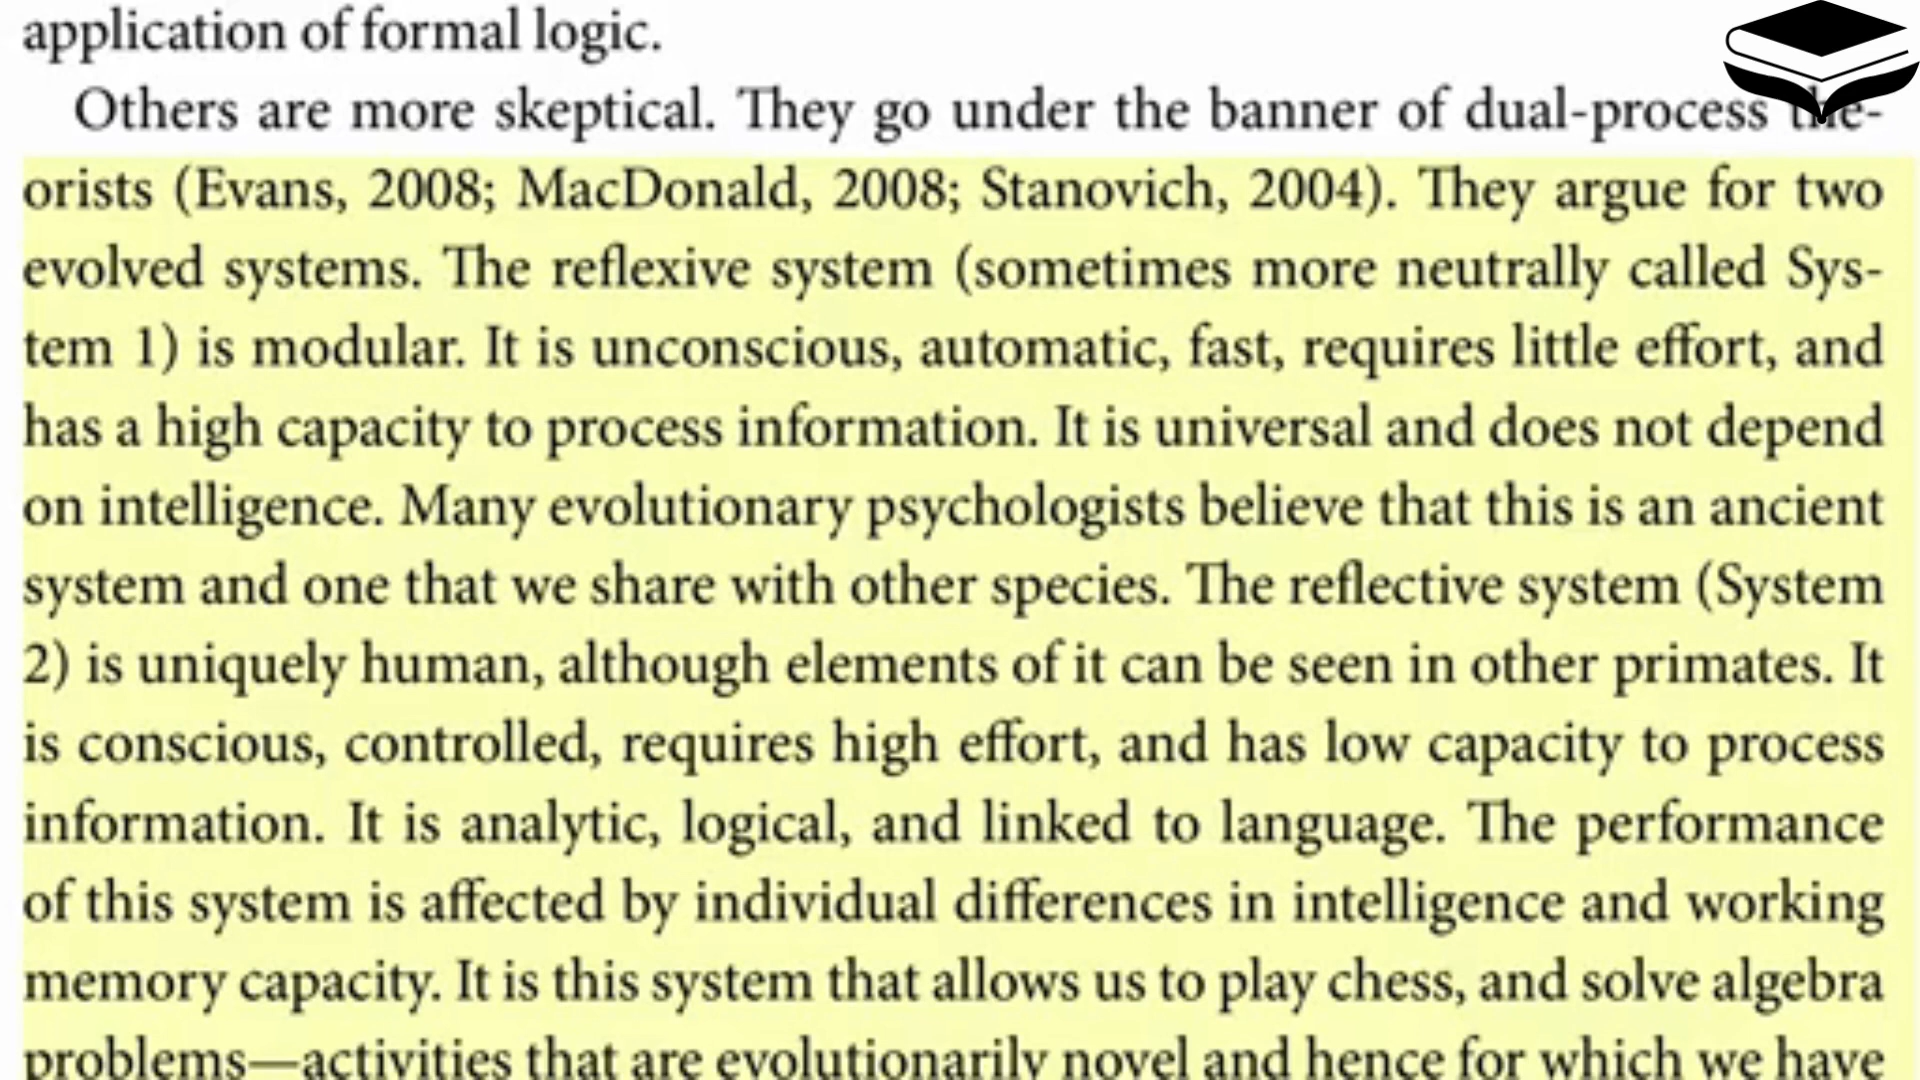 application of formal logic.
Others are more skeptical. They go under the banner of dual-process the-
orists (Evans, 2008; MacDonald, 2008; Stanovich, 2004). They argue for two
evolved systems. The reflexive system (sometimes more neutrally called Sys-
tem 1) is modular. It is unconscious, automatic, fast, requires little effort, and
has a high capacity to process information. It is universal and does not depend
on intelligence. Many evolutionary psychologists believe that this is an ancient
system and one that we share with other species. The reflective system (System
2) is uniquely human, although elements of it can be seen in other primates. It
is conscious, controlled, requires high effort, and has low capacity to process
information. It is analytic, logical, and linked to language. The performance
of this system is affected by individual differences in intelligence and working
memory capacity. It is this system that allows us to play chess, and solve algebra
problems—activities that are evolutionarily novel and hence for which we have